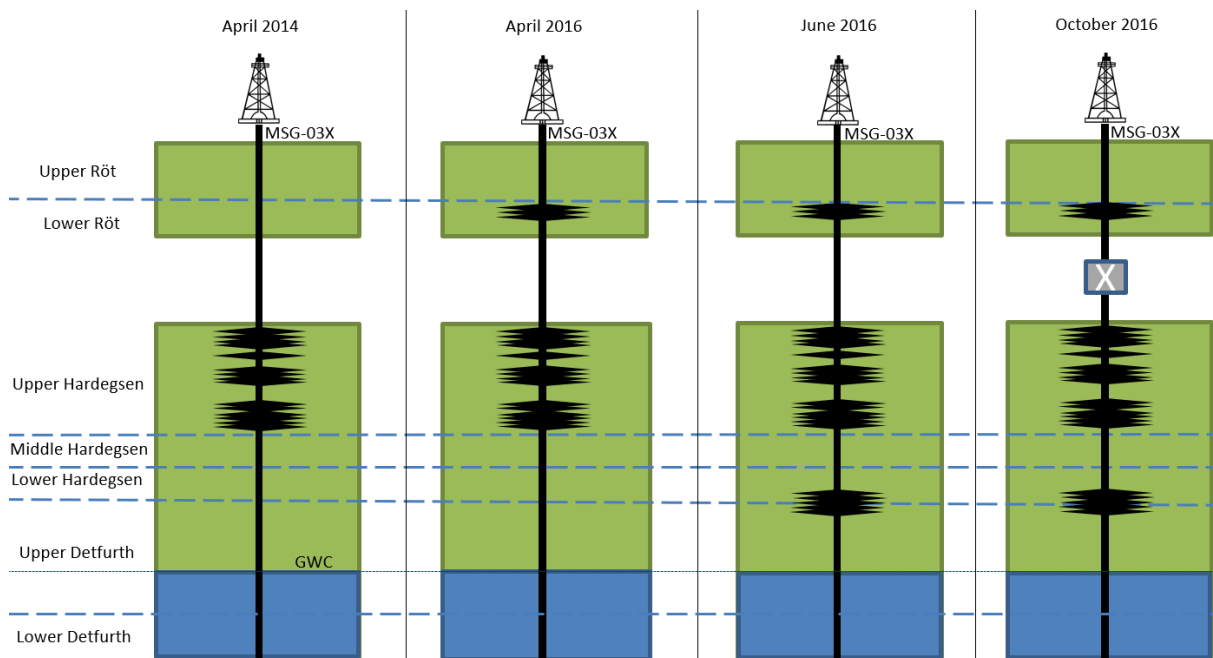 April 2014
April 2016
June 2016
October 2016
MSG-03X
MSG-03X
MSG-03X
MSG-03X
Upper Röt
Lower Röt
X
Upper Hardegsen
Middle Hardegsen
Lower Hardegsen
Upper Detfurth
GWC
Lower Detfurth